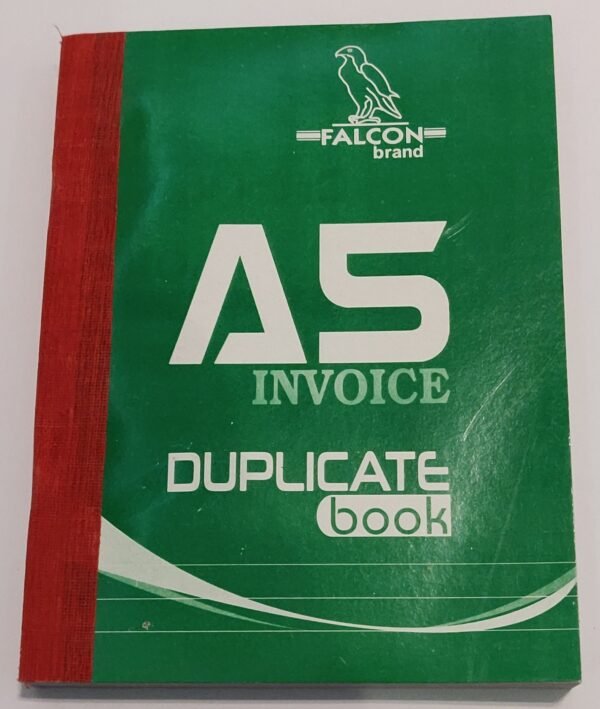 FALCON
brand
A5
INVOICE
DUPLICATE
book